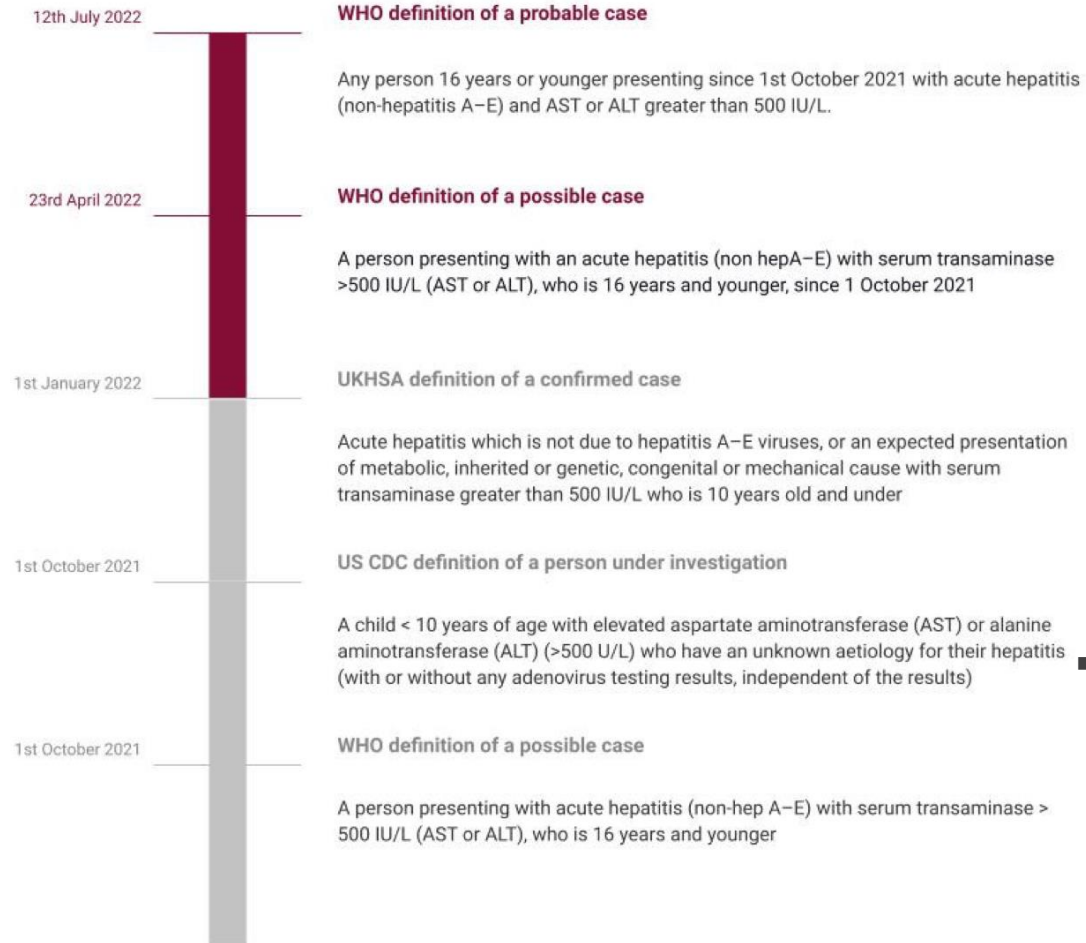 12th July 2022
WHO definition of a probable case
Any person 16 years or younger presenting since 1st October 2021 with acute hepatitis
(non-hepatitis A–E) and AST or ALT greater than 500 IU/L.
23rd April 2022
WHO definition of a possible case
A person presenting with an acute hepatitis (non hepA–E) with serum transaminase
>500 IU/L (AST or ALT), who is 16 years and younger, since 1 October 2021
1st January 2022
UKHSA definition of a confirmed case
Acute hepatitis which is not due to hepatitis A–E viruses, or an expected presentation
of metabolic, inherited or genetic, congenital or mechanical cause with serum
transaminase greater than 500 IU/L who is 10 years old and under
1st October 2021
US CDC definition of a person under investigation
A child < 10 years of age with elevated aspartate aminotransferase (AST) or alanine
aminotransferase (ALT) (>500 U/L) who have an unknown aetiology for their hepatitis
(with or without any adenovirus testing results, independent of the results)
1st October 2021
WHO definition of a possible case
A person presenting with acute hepatitis (non-hep A–E) with serum transaminase >
500 IU/L (AST or ALT), who is 16 years and younger